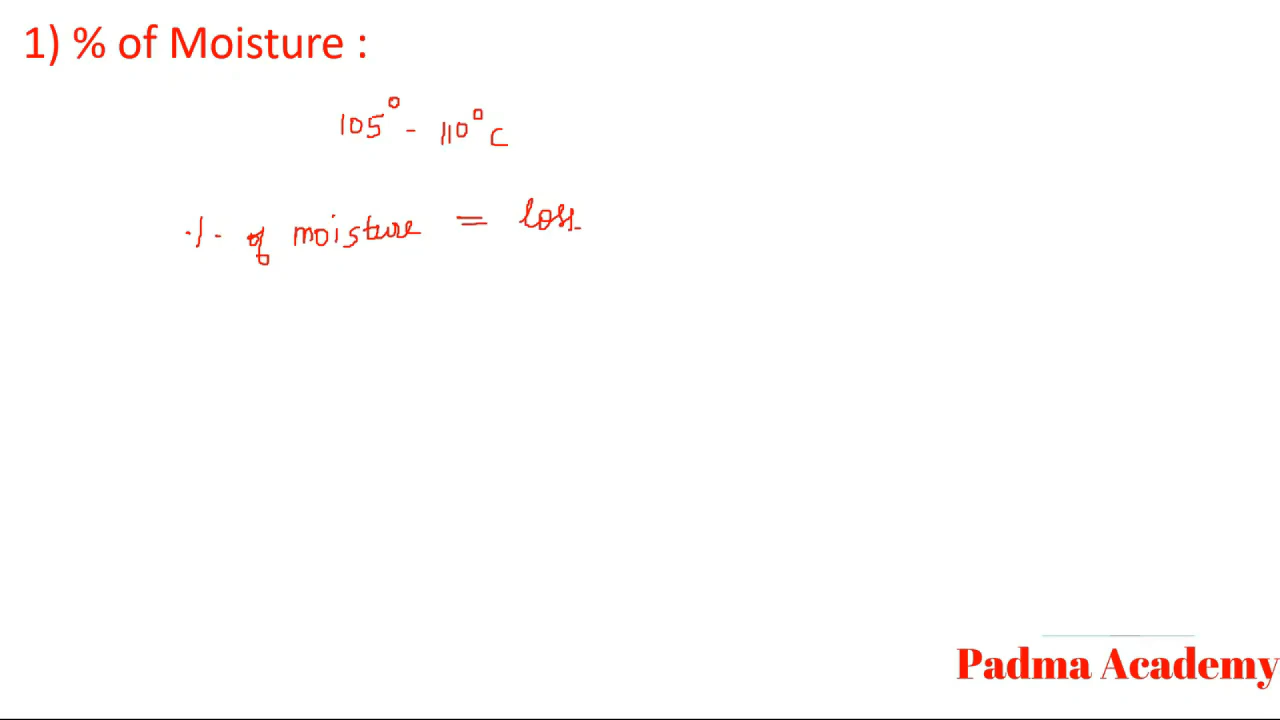 1) % of Moisture :
105° - 110°C
% of moisture = loss
Padma Academy